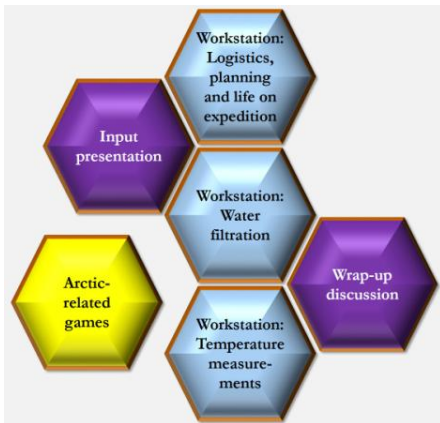 Workstation:
Logistics,
planning
and life on
expedition
Input
presentation
Workstation:
Water
filtration
Wrap-up
discussion
Arctic-
related
games
Workstation:
Temperature
measure-
ments